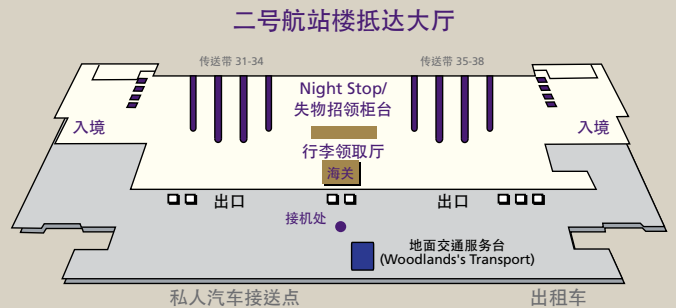 二号航站楼抵达大厅
传送带 31-34
传送带 35-38
Night Stop/
失物招领柜台
入境
入境
行李领取厅
海关
出口
出口
接机处
地面交通服务台
(Woodlands's Transport)
私人汽车接送点
出租车